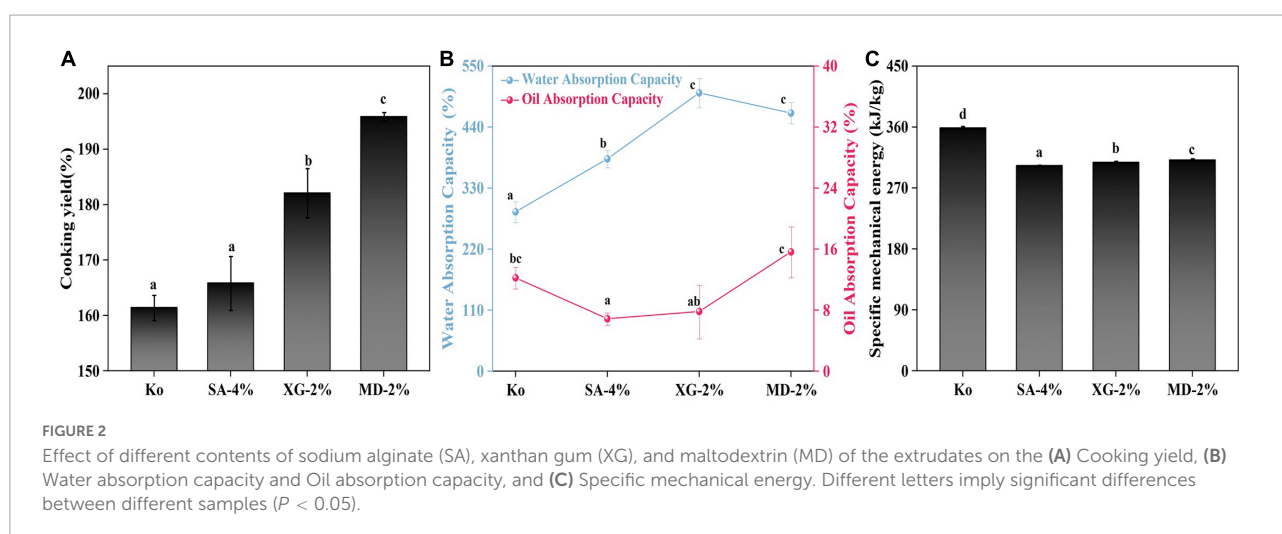 A
Cooking yield(%)
200
190
180
170
160
150
a
a
b
c
Ko
SA-4%
XG-2%
MD-2%
B
Water Absorption Capacity (%)
550
440
330
220
110
0
Water Absorption Capacity
Oil Absorption Capacity
a
b
c
c
bc
a
ab
c
Ko
SA-4%
XG-2%
MD-2%
40
32
24
16
8
0
Oil Absorption Capacity (%)
C
Specific mechanical energy (kJ/kg)
450
360
270
180
90
0
d
a
b
c
Ko
SA-4%
XG-2%
MD-2%
FIGURE 2
Effect of different contents of sodium alginate (SA), xanthan gum (XG), and maltodextrin (MD) of the extrudates on the (A) Cooking yield, (B)
Water absorption capacity and Oil absorption capacity, and (C) Specific mechanical energy. Different letters imply significant differences
between different samples (P < 0.05).